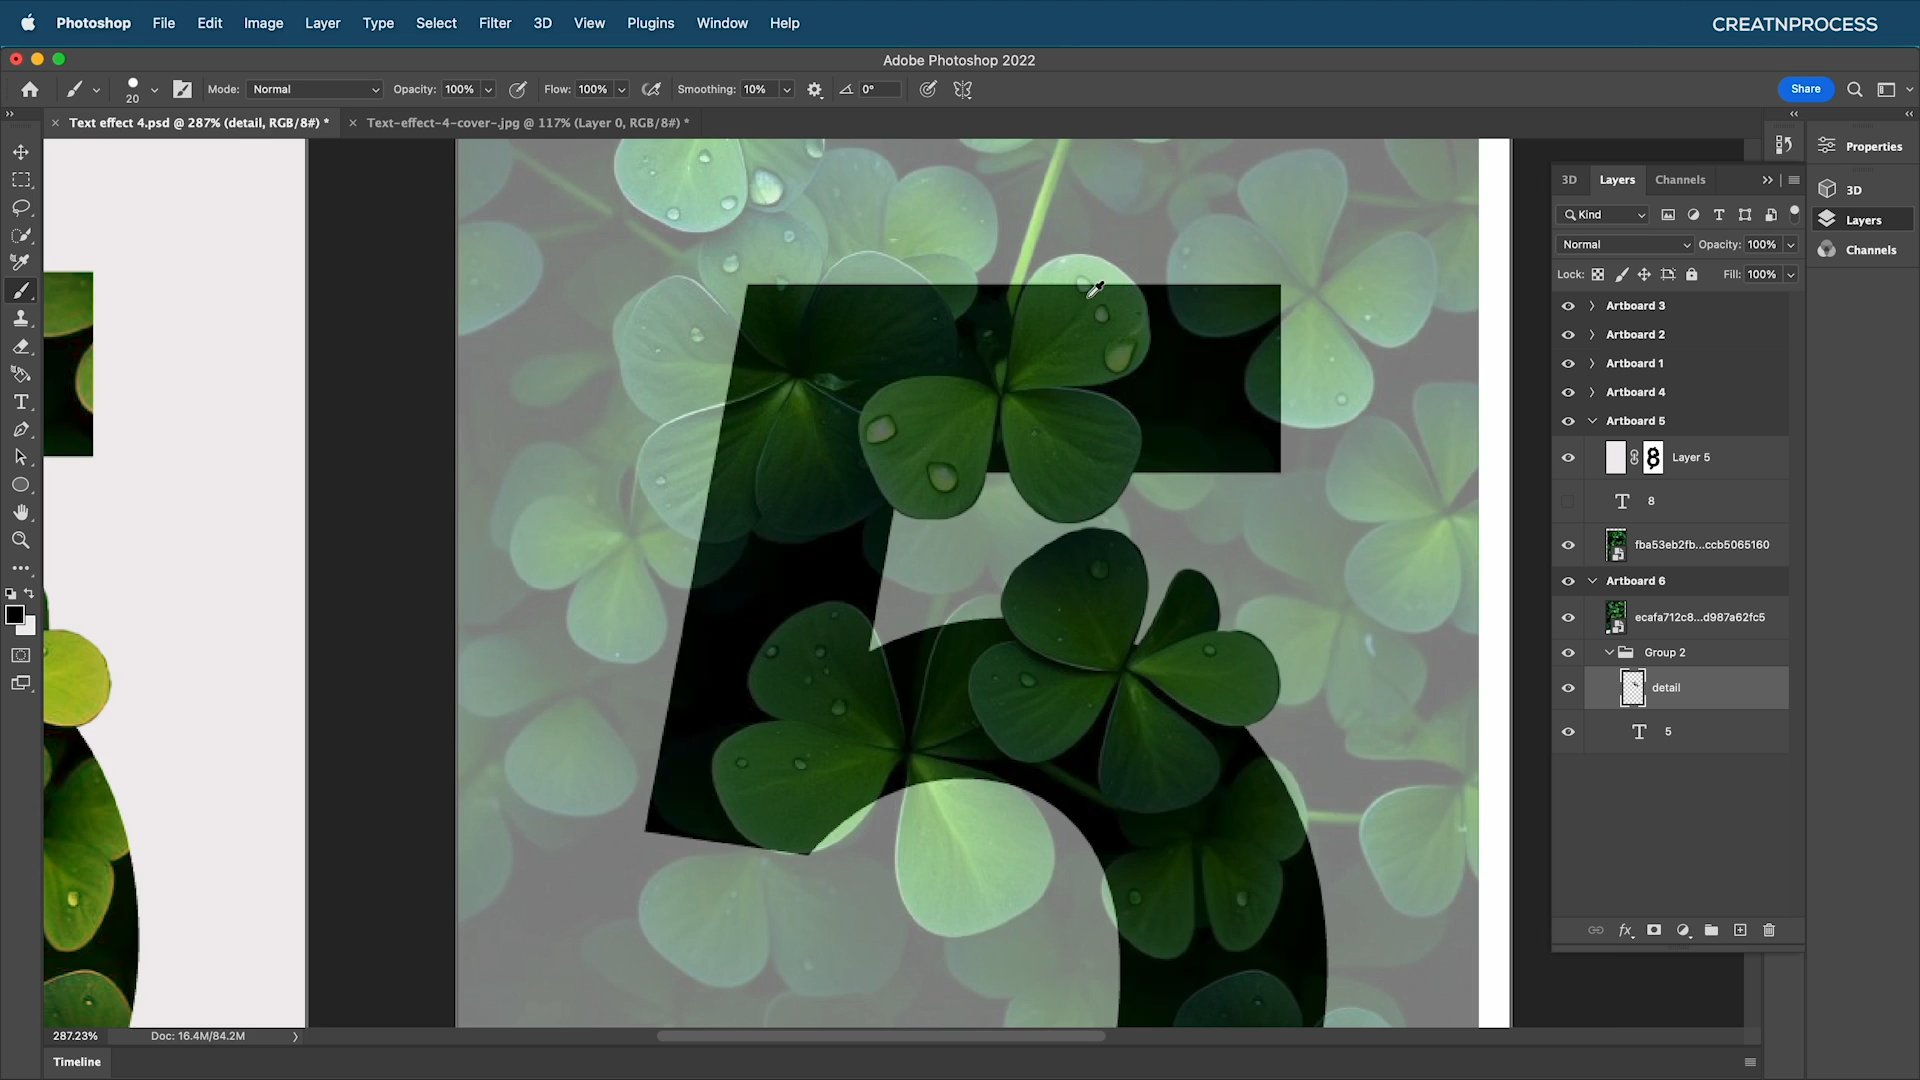 Photoshop File Edit Image Layer Type Select Filter 3D View Plugins Window Help
CREATNPROCESS
Adobe Photoshop 2022
20
Mode: Normal
Opacity: 100%
Flow: 100%
Smoothing: 10%
0°
Share
Text effect 4.psd @ 287% (detail, RGB/8#) *
Text-effect-4-cover-.jpg @ 117% (Layer 0, RGB/8#) *
Properties
3D
Layers
Channels
3D Layers Channels
Kind
Normal
Opacity: 100%
Lock:
Fill: 100%
Artboard 3
Artboard 2
Artboard 1
Artboard 4
Artboard 5
Layer 5
8
fba53eb2fb...ccb5065160
Artboard 6
ecafa712c8...d987a62fc5
Group 2
detail
5
287.23%
Doc: 16.4M/84.2M
Timeline